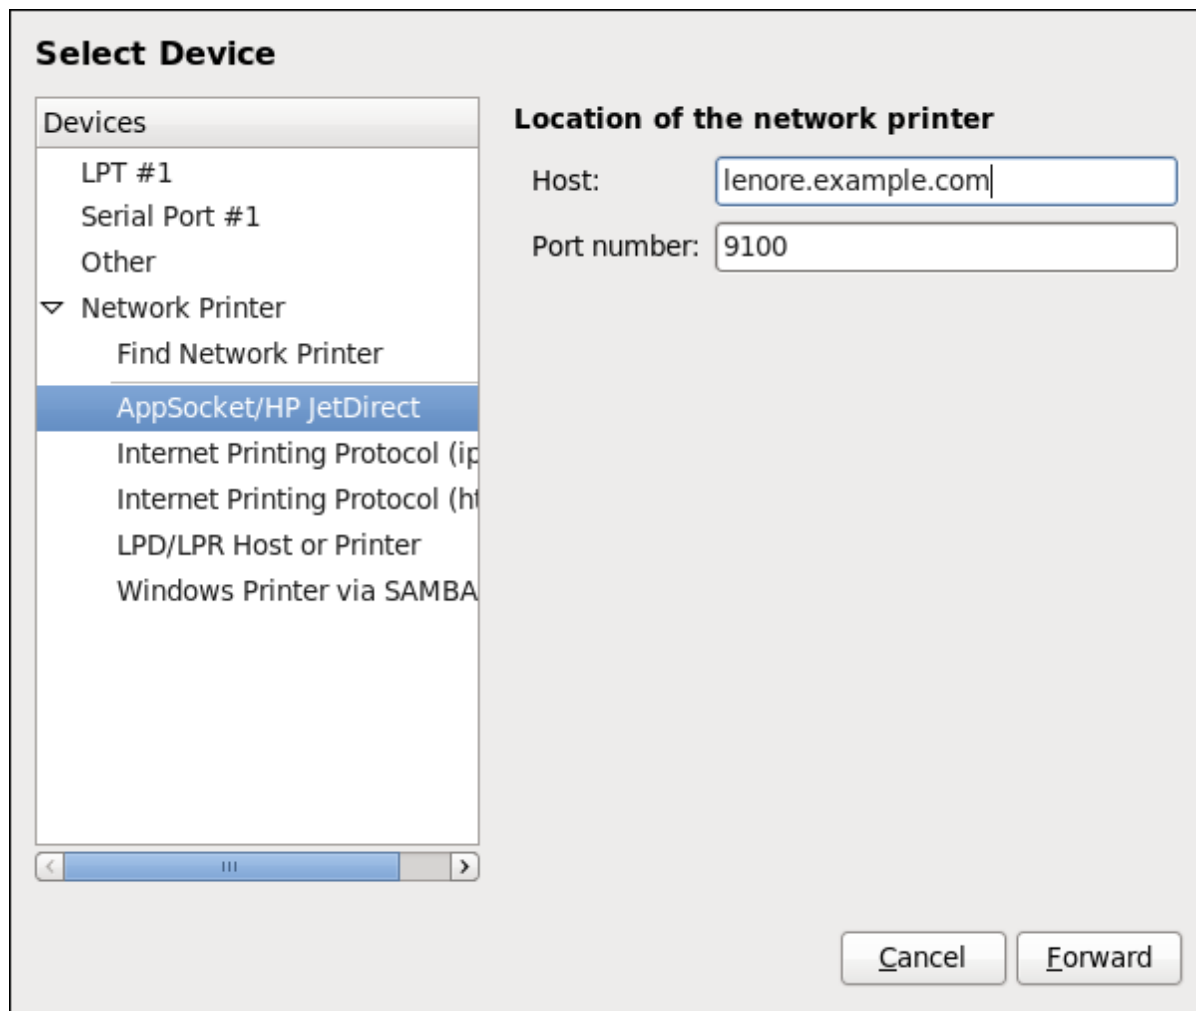 Select Device
Devices
LPT #1
Serial Port #1
Other
Network Printer
Find Network Printer
AppSocket/HP JetDirect
Internet Printing Protocol (ip
Internet Printing Protocol (ht
LPD/LPR Host or Printer
Windows Printer via SAMBA
Location of the network printer
Host: lenore.example.com
Port number: 9100
Cancel Forward